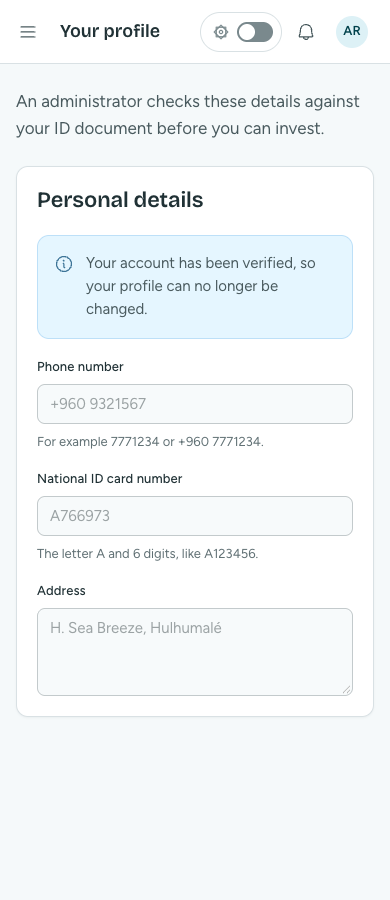 Your profile
AR
An administrator checks these details against
your ID document before you can invest.
Personal details
Your account has been verified, so
your profile can no longer be
changed.
Phone number
+960 9321567
For example 7771234 or +960 7771234.
National ID card number
A766973
The letter A and 6 digits, like A123456.
Address
H. Sea Breeze, Hulhumalé